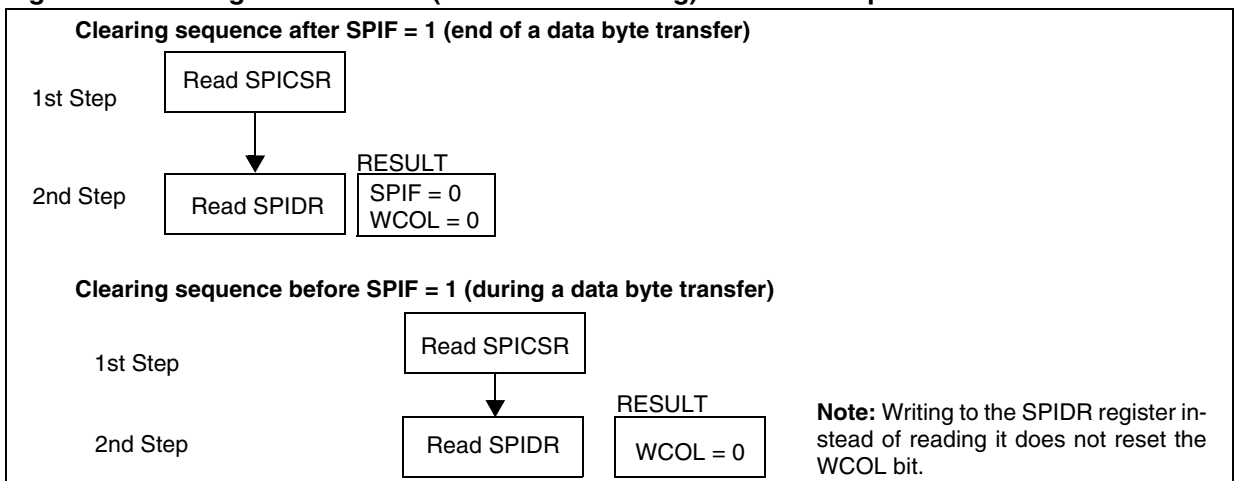 Clearing sequence after SPIF = 1 (end of a data byte transfer)
1st Step
Read SPICSR
RESULT
2nd Step
Read SPIDR
SPIF = 0
WCOL = 0
Clearing sequence before SPIF = 1 (during a data byte transfer)
1st Step
Read SPICSR
RESULT
2nd Step
Read SPIDR
WCOL = 0
Note: Writing to the SPIDR register in-
stead of reading it does not reset the
WCOL bit.